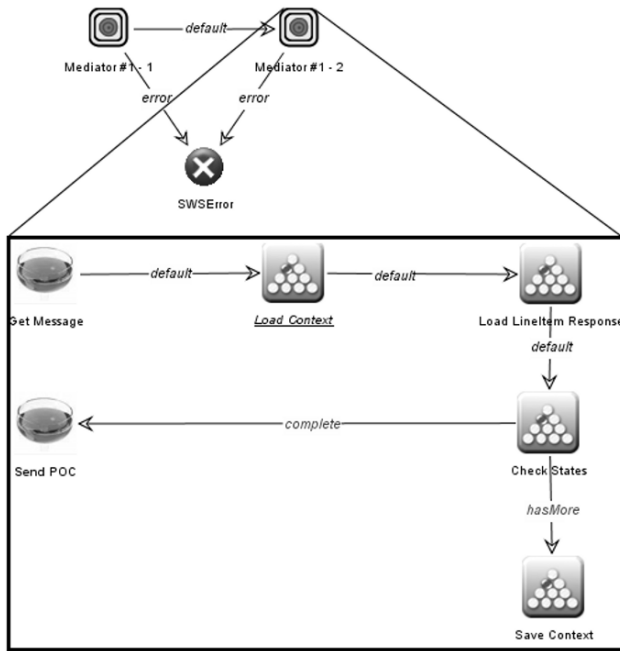 default
Mediator #1 - 1
Mediator #1 - 2
error
error
SWSError
default
default
Get Message
Load Context
Load LineItem Response
default
complete
Send POC
Check States
hasMore
Save Context